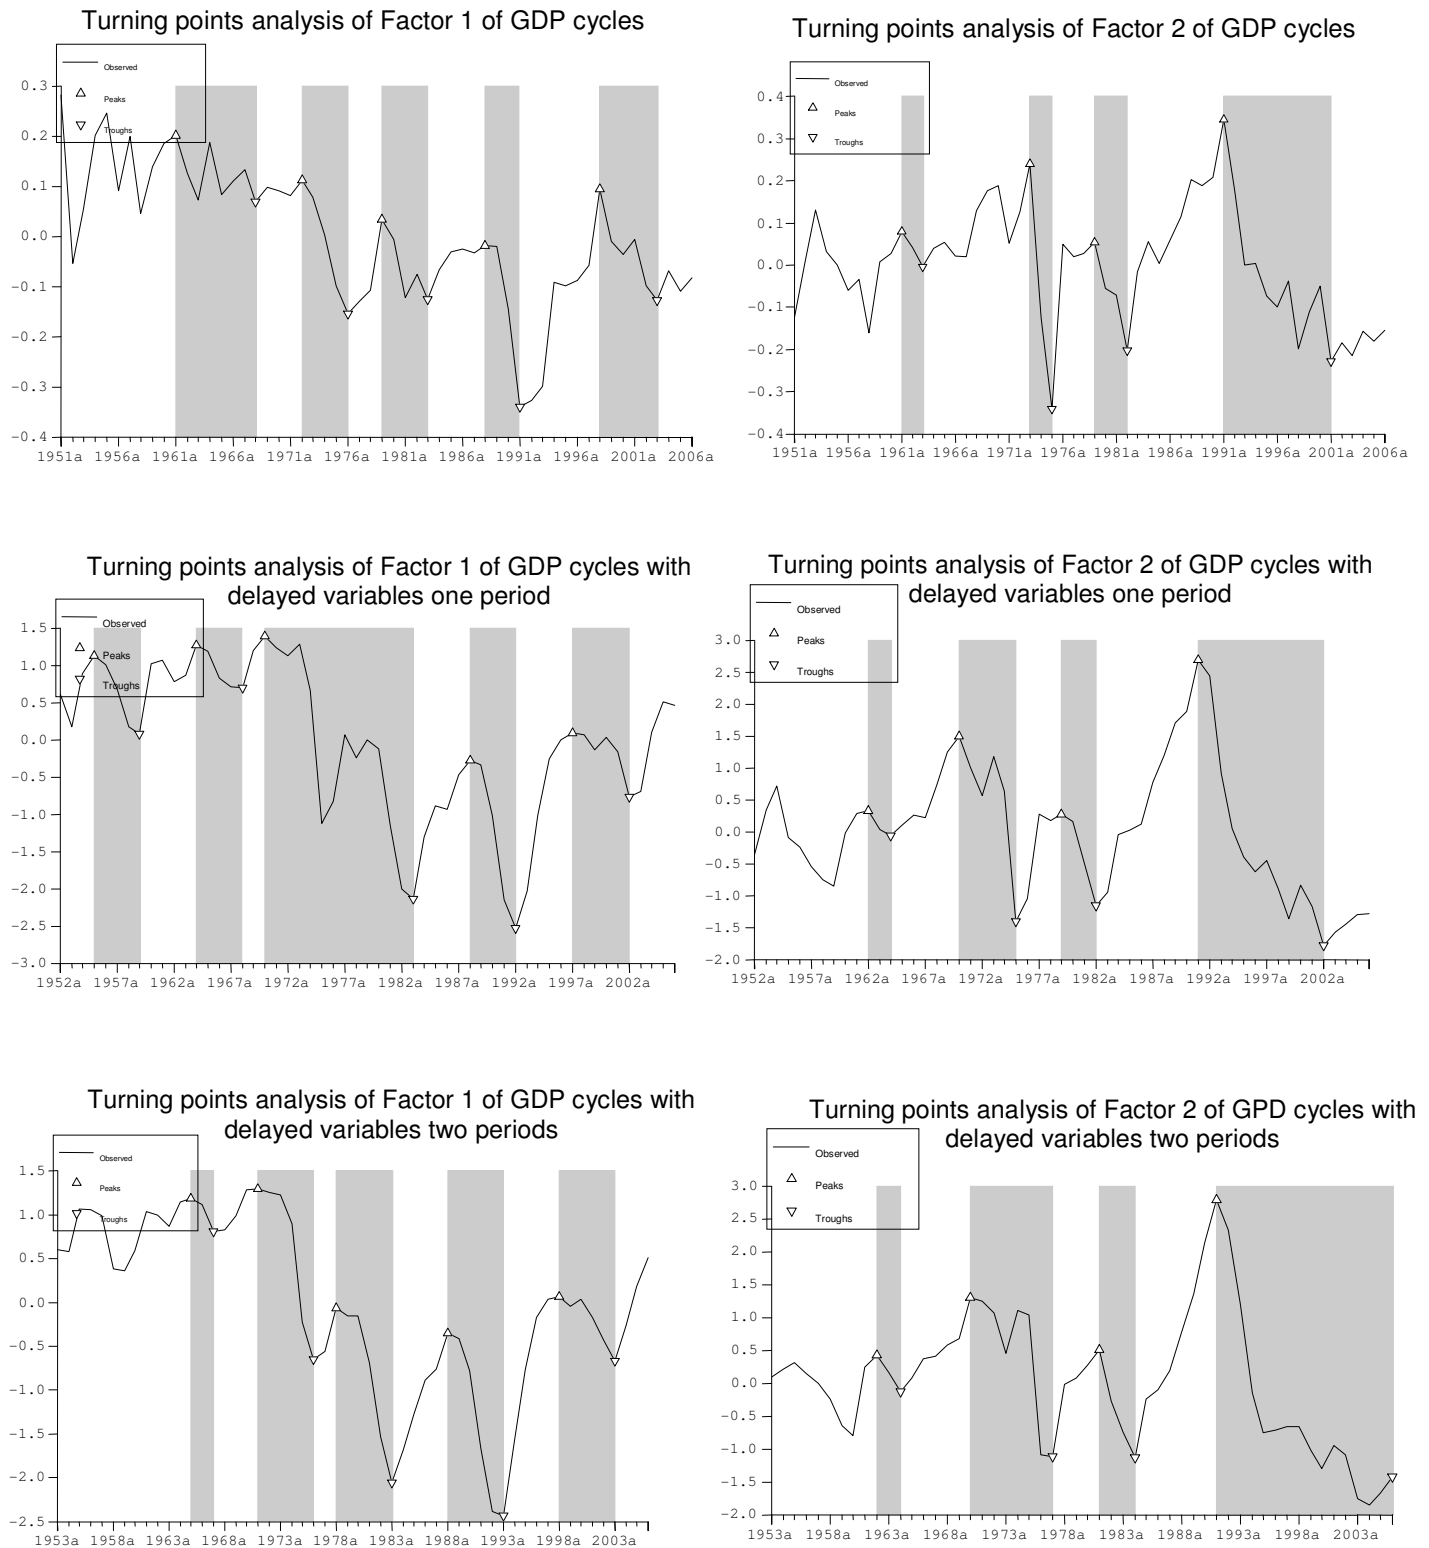 Turning points analysis of Factor 1 of GDP cycles
Observed
Peaks
Troughs
0.3
0.2
0.1
0.0
-0.1
-0.2
-0.3
-0.4
1951a 1956a 1961a 1966a 1971a 1976a 1981a 1986a 1991a 1996a 2001a 2006a
Turning points analysis of Factor 2 of GDP cycles
Observed
Peaks
Troughs
0.4
0.3
0.2
0.1
0.0
-0.1
-0.2
-0.3
-0.4
1951a 1956a 1961a 1966a 1971a 1976a 1981a 1986a 1991a 1996a 2001a 2006a
Turning points analysis of Factor 1 of GDP cycles with
delayed variables one period
Observed
Peaks
Troughs
1.5
1.0
0.5
0.0
-0.5
-1.0
-1.5
-2.0
-2.5
-3.0
1952a 1957a 1962a 1967a 1972a 1977a 1982a 1987a 1992a 1997a 2002a
Turning points analysis of Factor 2 of GDP cycles with
delayed variables one period
Observed
Peaks
Troughs
3.0
2.5
2.0
1.5
1.0
0.5
0.0
-0.5
-1.0
-1.5
-2.0
1952a 1957a 1962a 1967a 1972a 1977a 1982a 1987a 1992a 1997a 2002a
Turning points analysis of Factor 1 of GDP cycles with
delayed variables two periods
Observed
Peaks
Troughs
1.5
1.0
0.5
0.0
-0.5
-1.0
-1.5
-2.0
-2.5
1953a 1958a 1963a 1968a 1973a 1978a 1983a 1988a 1993a 1998a 2003a
Turning points analysis of Factor 2 of GPD cycles with
delayed variables two periods
Observed
Peaks
Troughs
3.0
2.5
2.0
1.5
1.0
0.5
0.0
-0.5
-1.0
-1.5
-2.0
1953a 1958a 1963a 1968a 1973a 1978a 1983a 1988a 1993a 1998a 2003a